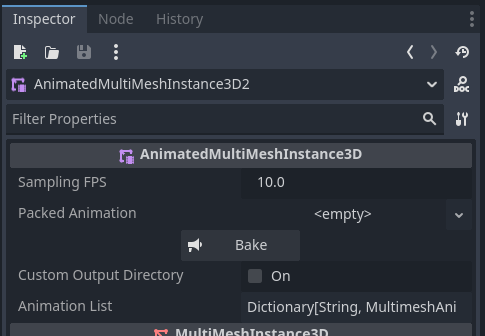 Inspector Node History
AnimatedMultiMeshInstance3D2
DOC
Filter Properties
AnimatedMultiMeshInstance3D
Sampling FPS 10.0
Packed Animation <empty>
Bake
Custom Output Directory On
Animation List Dictionary[String, MultimeshAni
MultiMeshInstance3D